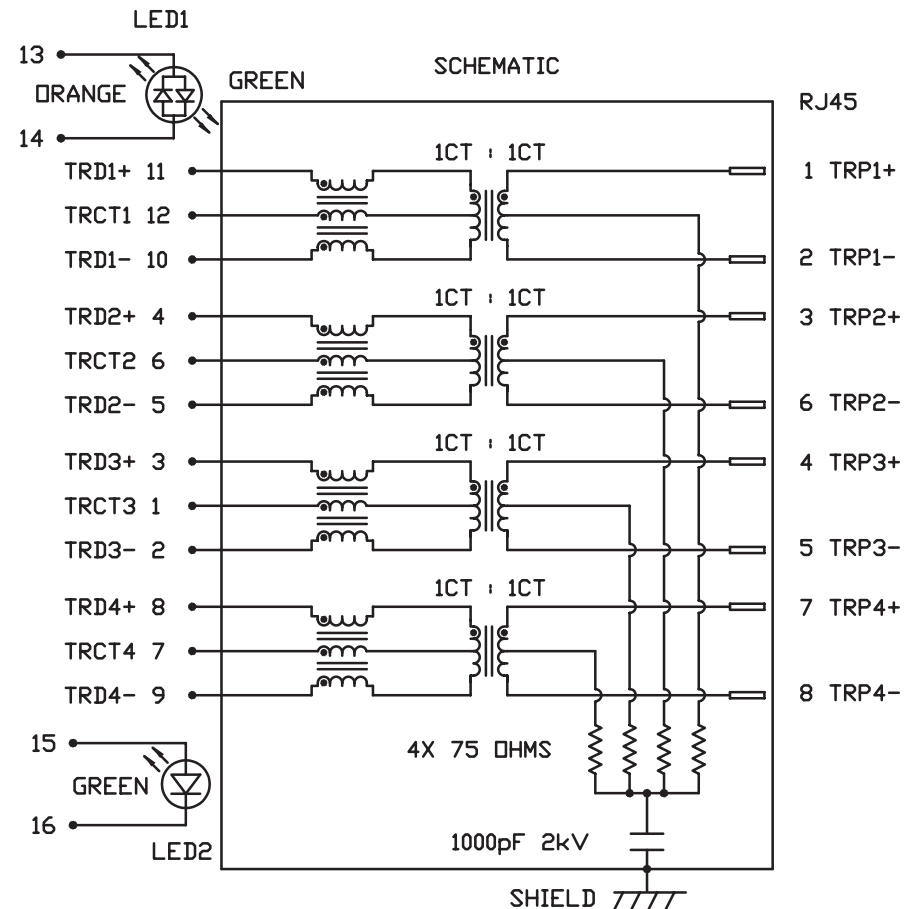 LED1
13
SCHEMATIC
GREEN
ORANGE
RJ45
14
1CT : 1CT
TRD1+ 11
1 TRP1+
TRCT1 12
TRD1- 10
2 TRP1-
1CT : 1CT
TRD2+ 4
3 TRP2+
TRCT2 6
TRD2- 5
6 TRP2-
1CT : 1CT
TRD3+ 3
4 TRP3+
TRCT3 1
TRD3- 2
5 TRP3-
1CT : 1CT
TRD4+ 8
7 TRP4+
TRCT4 7
TRD4- 9
8 TRP4-
15
4X 75 OHMS
GREEN
16
1000pF 2kV
LED2
SHIELD